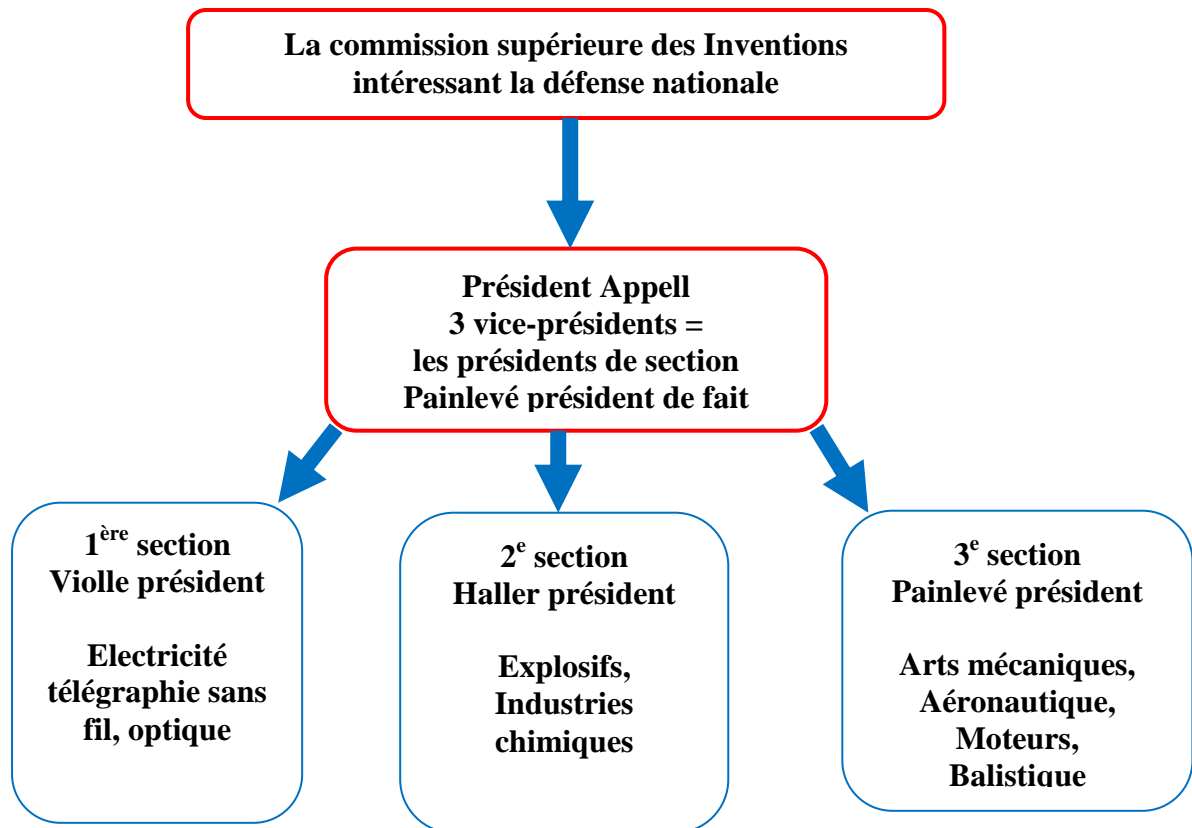 La commission supérieure des Inventions
intéressant la défense nationale
Président Appell
3 vice-présidents =
les présidents de section
Painlevé président de fait
1ère section
Violle président
Electricité
télégraphie sans
fil, optique
2e section
Haller président
Explosifs,
Industries
chimiques
3e section
Painlevé président
Arts mécaniques,
Aéronautique,
Moteurs,
Balistique